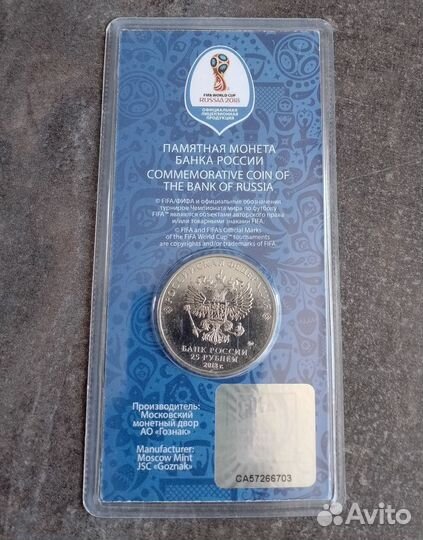 FIFA WORLD CUP
RUSSIA 2018
ОФИЦИАЛЬНАЯ
ЛИЦЕНЗИОННАЯ
ПРОДУКЦИЯ
ПАМЯТНАЯ МОНЕТА
БАНКА РОССИИ
COMMEMORATIVE COIN OF
THE BANK OF RUSSIA
© FIFA/ФИФА и официальные обозначения
турниров Чемпионата мира по футболу
FIFA™ являются объектами авторского права
и/или товарными знаками FIFA.
© FIFA and FIFA's Official Marks
of the FIFA World Cup™ tournaments
are copyrights and/or trademarks of FIFA.
РОССИЙСКАЯ ФЕДЕРАЦИЯ
БАНК РОССИИ
25 РУБЛЕЙ
2018 г.
Производитель:
Московский
монетный двор
АО «Гознак»
Manufacturer:
Moscow Mint
JSC «Goznak»
CA57266703
Avito